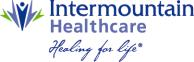 Intermountain
Healthcare
Healing for life®